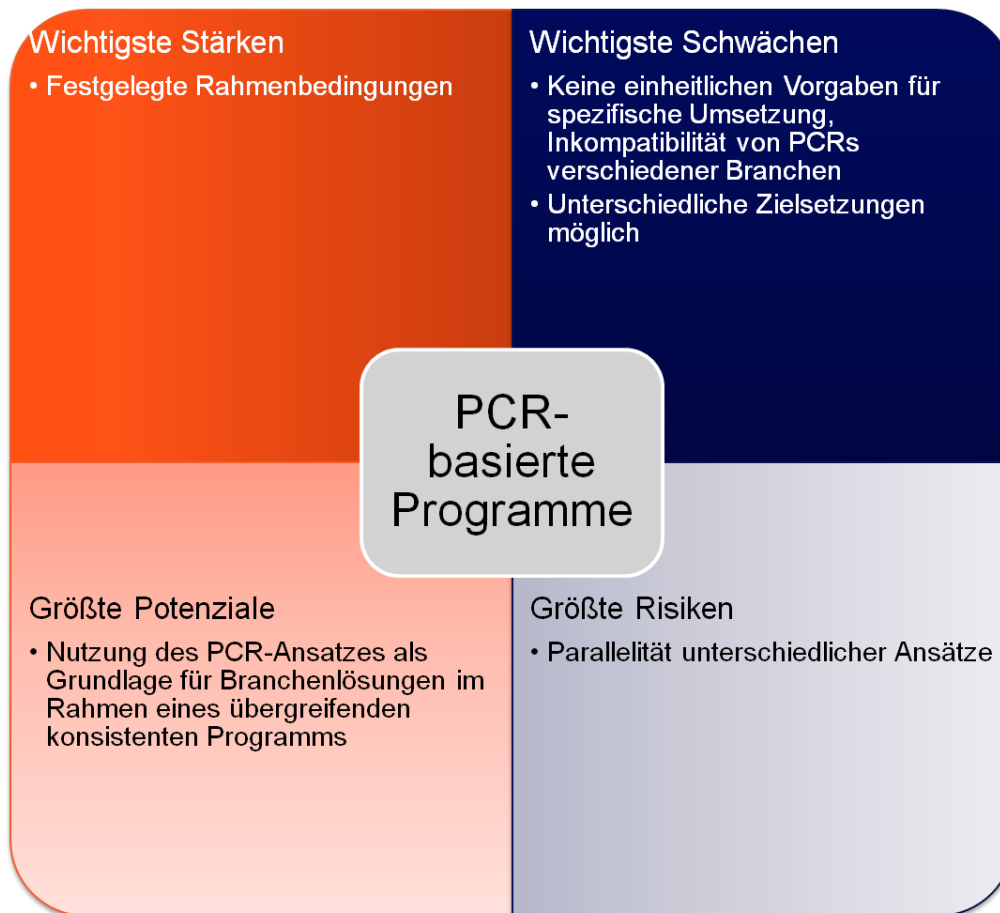 Wichtigste Stärken
• Festgelegte Rahmenbedingungen
Wichtigste Schwächen
• Keine einheitlichen Vorgaben für
spezifische Umsetzung,
Inkompatibilität von PCRs
verschiedener Branchen
• Unterschiedliche Zielsetzungen
möglich
PCR-
basierte
Programme
Größte Potenziale
• Nutzung des PCR-Ansatzes als
Grundlage für Branchenlösungen im
Rahmen eines übergreifenden
konsistenten Programms
Größte Risiken
• Parallelität unterschiedlicher Ansätze